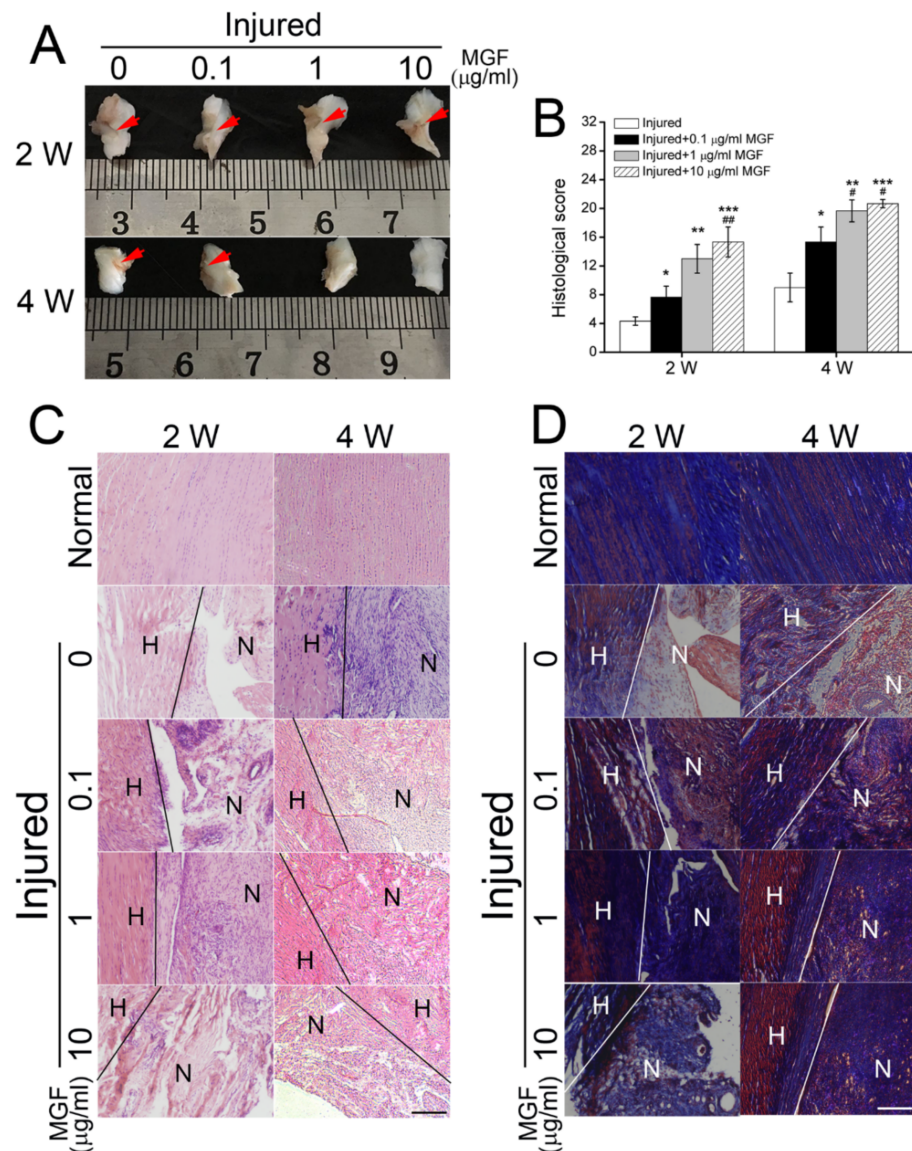 A
Injured
0 0.1 1 10 MGF
(μg/ml)
2 W
3 4 5 6 7
4 W
5 6 7 8 9
B
Injured
Injured+0.1 μg/ml MGF
Injured+1 μg/ml MGF
Injured+10 μg/ml MGF
Histological score
32
28
24
20
16
12
8
4
0
*
**
***
##
*
**
#
***
#
2 W 4 W
C
2 W 4 W
Normal
Injured
0
H N H N
0.1
H N H N
1
H N H N
10
H N N H
MGF
(μg/ml)
D
2 W 4 W
Normal
Injured
0
H N H N
0.1
H N H N
1
H N H N
10
H N H N
MGF
(μg/ml)